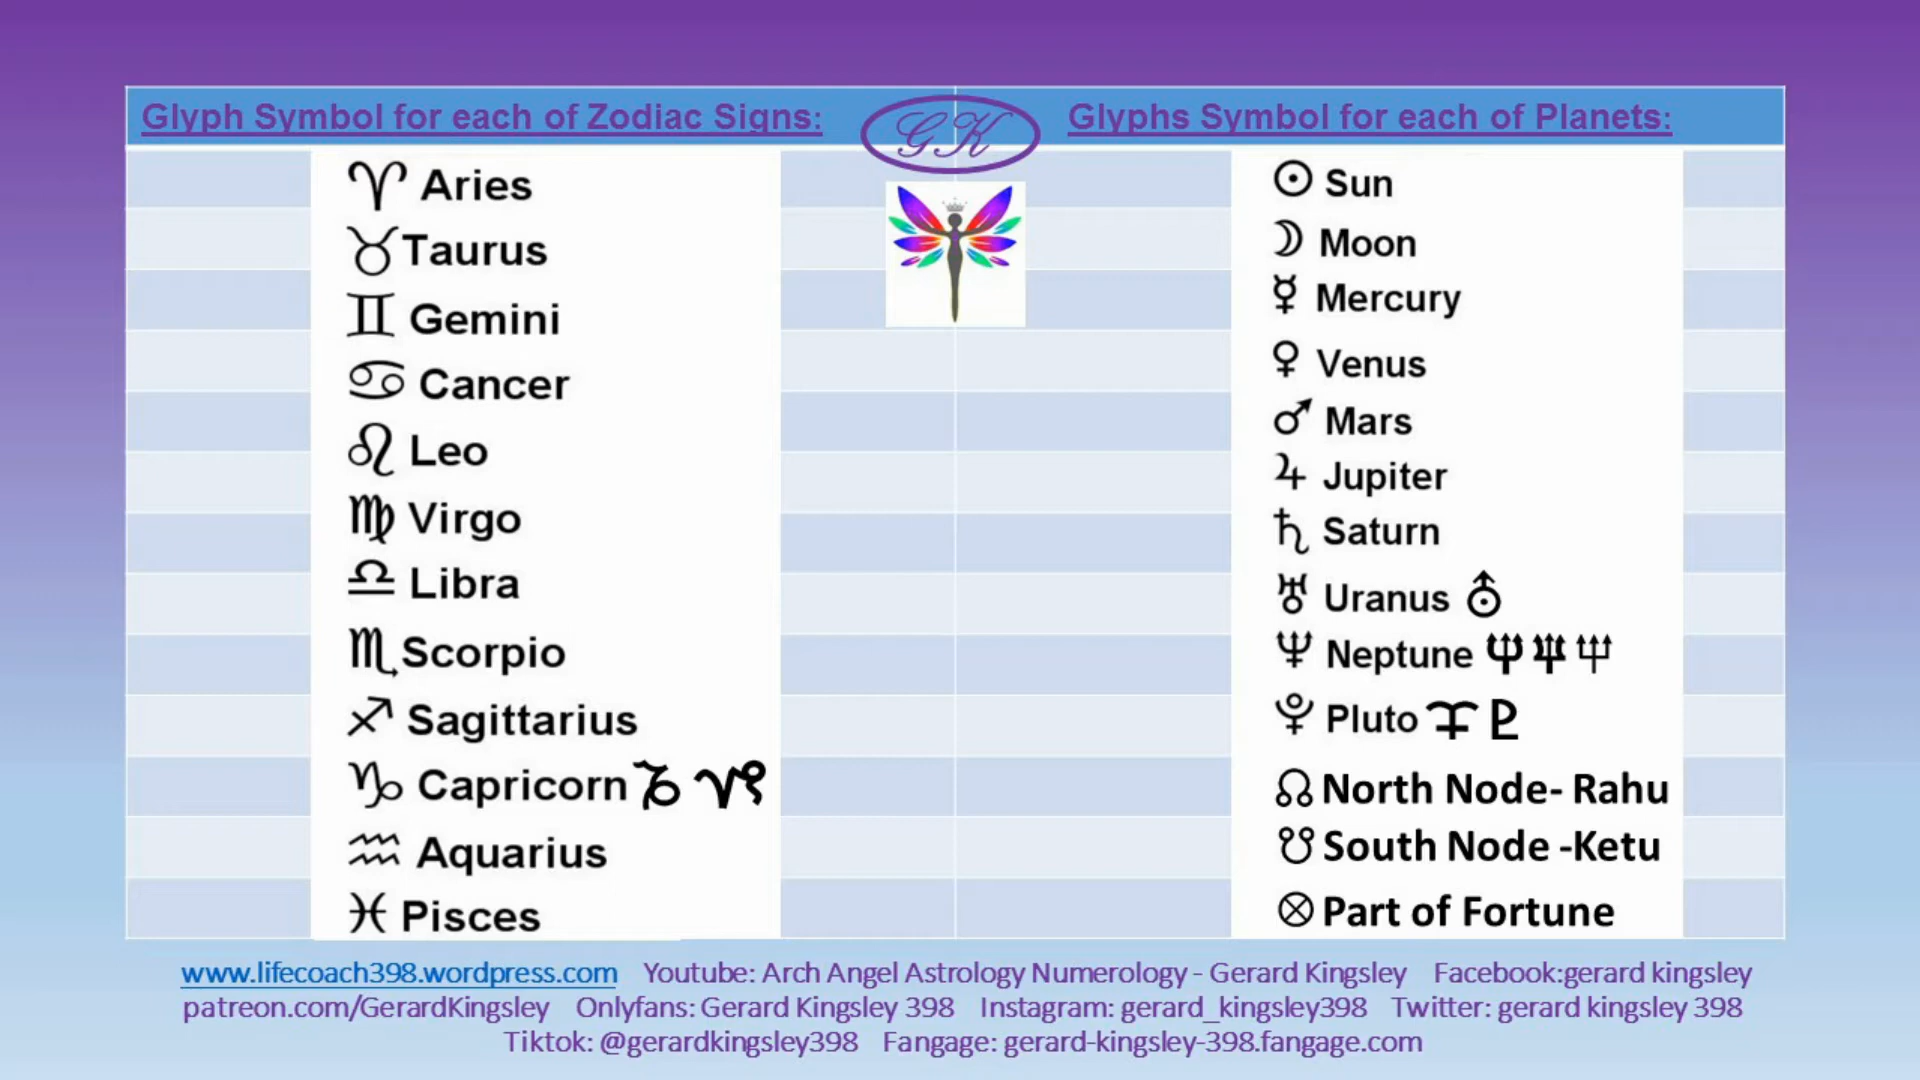 Glyph Symbol for each of Zodiac Signs:
GK
Glyphs Symbol for each of Planets:
♈ Aries
♉ Taurus
♊ Gemini
♋ Cancer
♌ Leo
♍ Virgo
♎ Libra
♏ Scorpio
♐ Sagittarius
♑ Capricorn
♒ Aquarius
♓ Pisces
☉ Sun
☽ Moon
☿ Mercury
♀ Venus
♂ Mars
♃ Jupiter
♄ Saturn
♅ Uranus ⛢
♆ Neptune
⯓ Pluto ♇
☊ North Node- Rahu
☋ South Node -Ketu
⊗ Part of Fortune
www.lifecoach398.wordpress.com Youtube: Arch Angel Astrology Numerology - Gerard Kingsley Facebook:gerard kingsley
patreon.com/GerardKingsley Onlyfans: Gerard Kingsley 398 Instagram: gerard_kingsley398 Twitter: gerard kingsley 398
Tiktok: @gerardkingsley398 Fangage: gerard-kingsley-398.fangage.com